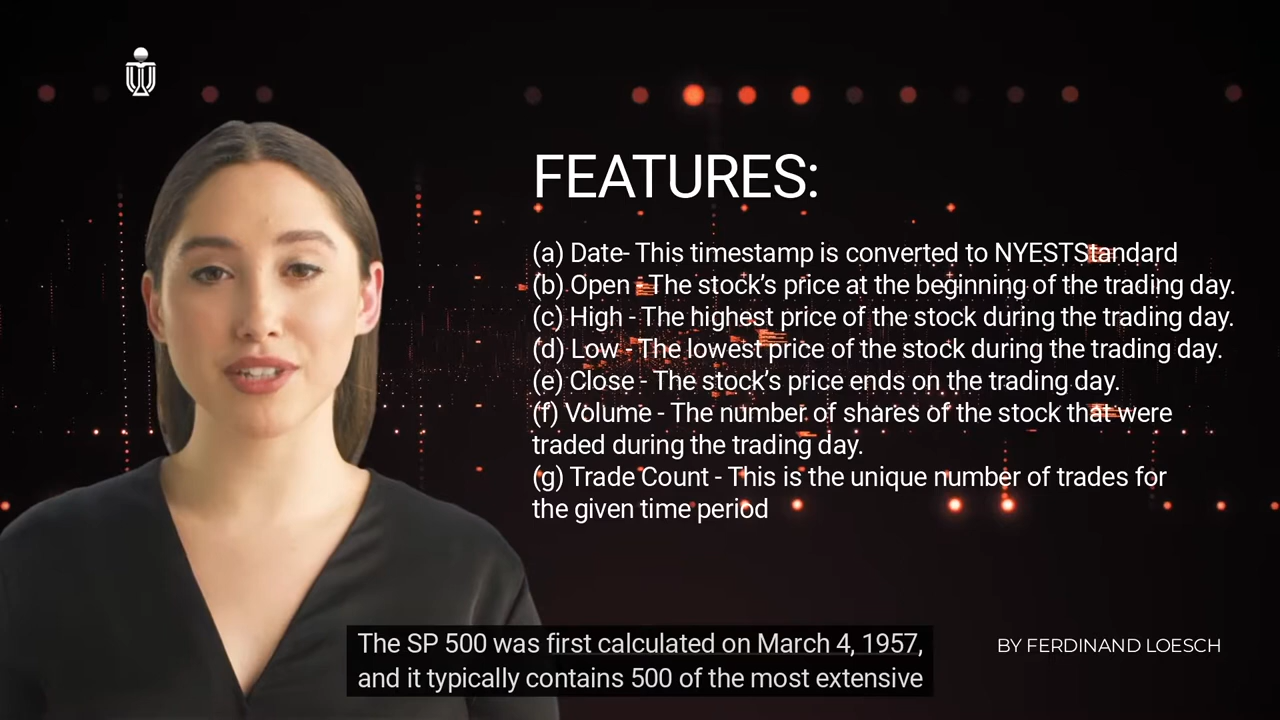 FEATURES:
(a) Date- This timestamp is converted to NYESTStandard
(b) Open - The stock’s price at the beginning of the trading day.
(c) High - The highest price of the stock during the trading day.
(d) Low - The lowest price of the stock during the trading day.
(e) Close - The stock’s price ends on the trading day.
(f) Volume - The number of shares of the stock that were
traded during the trading day.
(g) Trade Count - This is the unique number of trades for
the given time period
The SP 500 was first calculated on March 4, 1957,
and it typically contains 500 of the most extensive
BY FERDINAND LOESCH